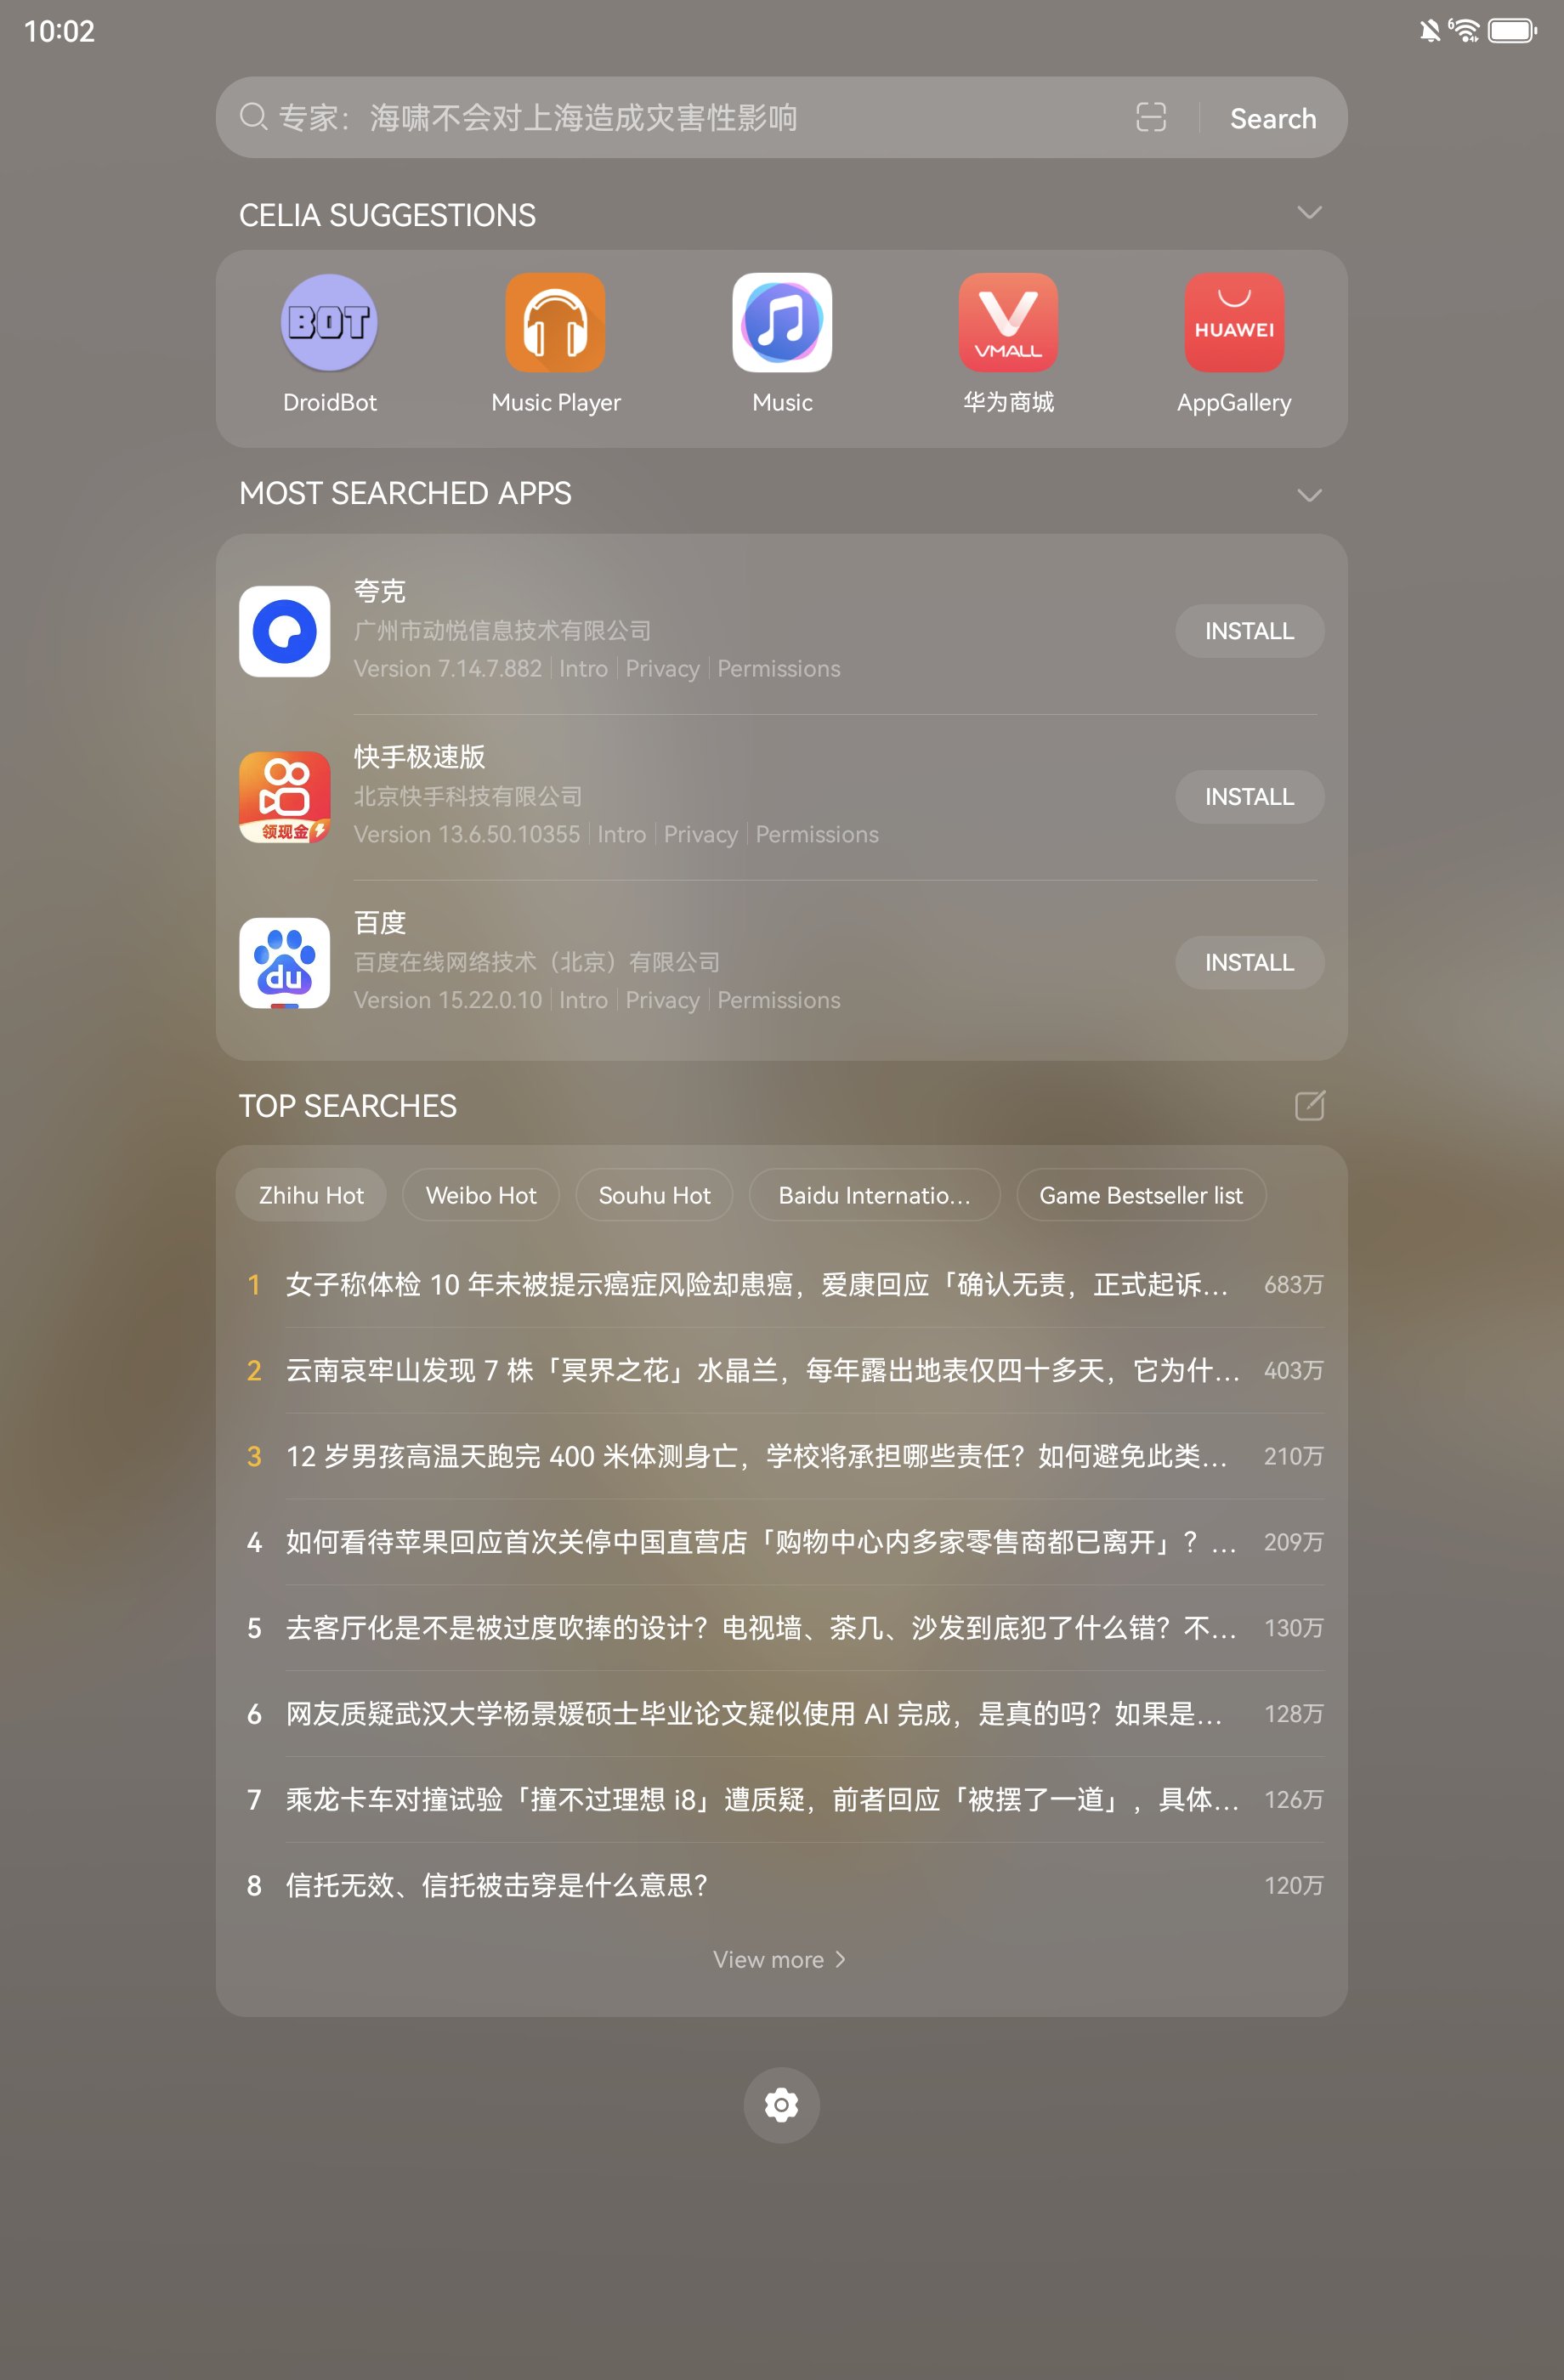 10:02
专家：海啸不会对上海造成灾害性影响
Search
CELIA SUGGESTIONS
BOT
VMALL
HUAWEI
DroidBot
Music Player
Music
华为商城
AppGallery
MOST SEARCHED APPS
夸克
广州市动悦信息技术有限公司
Version 7.14.7.882 | Intro | Privacy | Permissions
INSTALL
快手极速版
北京快手科技有限公司
Version 13.6.50.10355 | Intro | Privacy | Permissions
领现金
INSTALL
百度
百度在线网络技术（北京）有限公司
Version 15.22.0.10 | Intro | Privacy | Permissions
du
INSTALL
TOP SEARCHES
Zhihu Hot
Weibo Hot
Souhu Hot
Baidu Internatio...
Game Bestseller list
1 女子称体检 10 年未被提示癌症风险却患癌，爱康回应「确认无责，正式起诉... 683万
2 云南哀牢山发现 7 株「冥界之花」水晶兰，每年露出地表仅四十多天，它为什... 403万
3 12 岁男孩高温天跑完 400 米体测身亡，学校将承担哪些责任？如何避免此类... 210万
4 如何看待苹果回应首次关停中国直营店「购物中心内多家零售商都已离开」？... 209万
5 去客厅化是不是被过度吹捧的设计？电视墙、茶几、沙发到底犯了什么错？不... 130万
6 网友质疑武汉大学杨景媛硕士毕业论文疑似使用 AI 完成，是真的吗？如果是... 128万
7 乘龙卡车对撞试验「撞不过理想 i8」遭质疑，前者回应「被摆了一道」，具体... 126万
8 信托无效、信托被击穿是什么意思？ 120万
View more